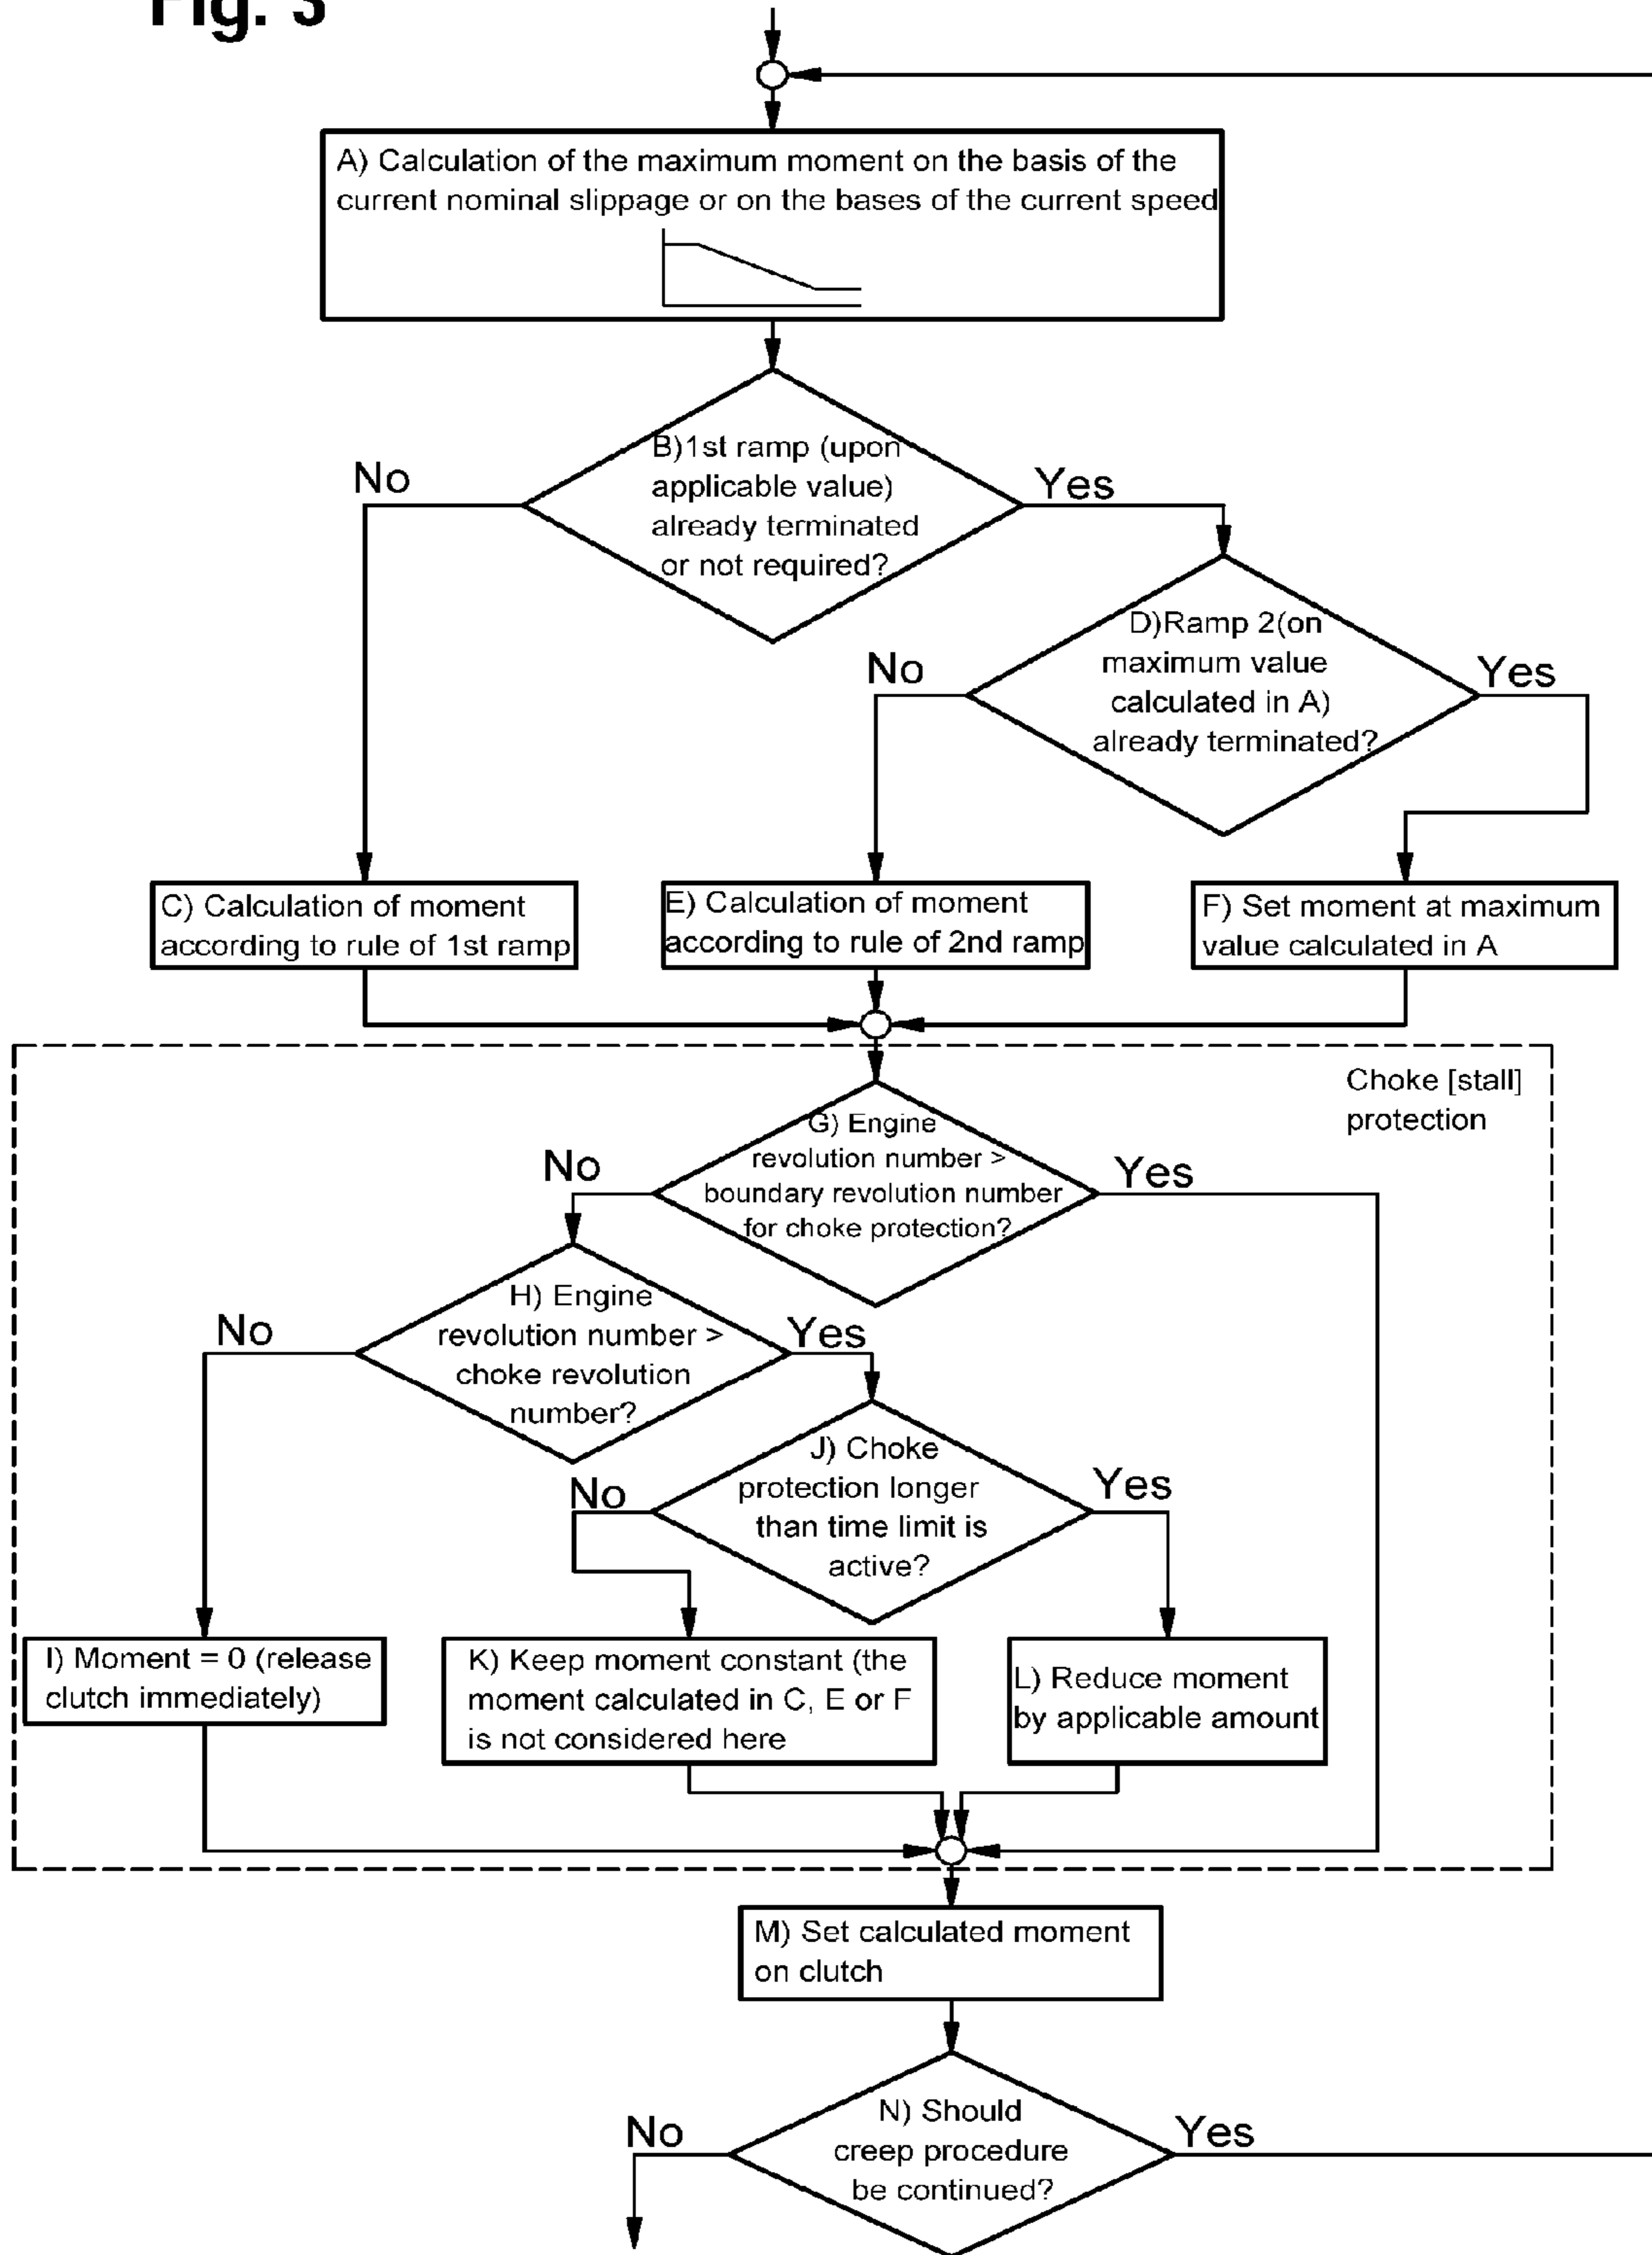 Fig. 3
A) Calculation of the maximum moment on the basis of the
current nominal slippage or on the bases of the current speed
B)1st ramp (upon
applicable value)
already terminated
or not required?
No
Yes
D)Ramp 2(on
maximum value
calculated in A)
already terminated?
No
Yes
C) Calculation of moment
according to rule of 1st ramp
E) Calculation of moment
according to rule of 2nd ramp
F) Set moment at maximum
value calculated in A
Choke [stall]
protection
G) Engine
revolution number >
boundary revolution number
for choke protection?
No
Yes
H) Engine
revolution number >
choke revolution
number?
No
Yes
J) Choke
protection longer
than time limit is
active?
No
Yes
I) Moment = 0 (release
clutch immediately)
K) Keep moment constant (the
moment calculated in C, E or F
is not considered here
L) Reduce moment
by applicable amount
M) Set calculated moment
on clutch
N) Should
creep procedure
be continued?
No
Yes